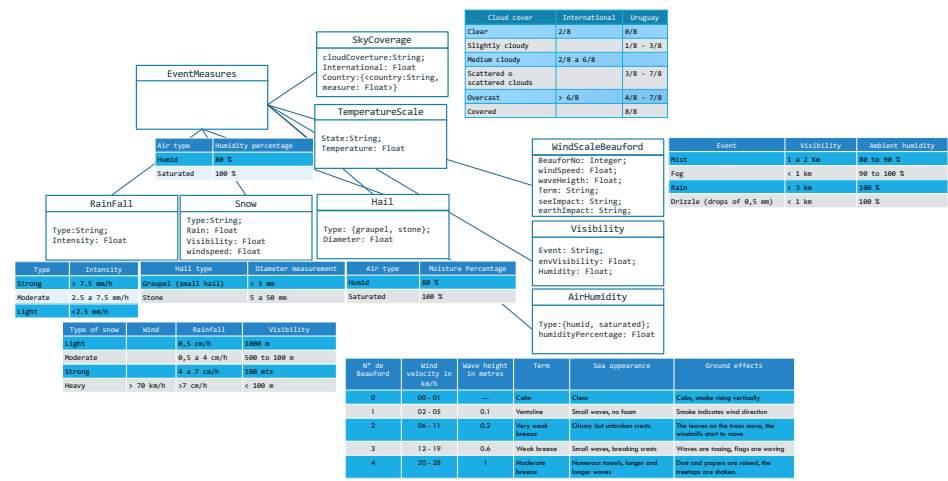 Cloud cover International Uruguay
Clear 2/8 0/8
Slightly cloudy 1/8 - 3/8
Medium cloudy 2/8 a 6/8
Scattered o
scattered clouds 3/8 - 7/8
Overcast > 6/8 4/8 - 7/8
Covered 8/8
SkyCoverage
cloudCoverture:String;
International: Float
Country:{<country:String,
measure: Float>}
EventMeasures
TemperatureScale
State:String;
Temperature: Float
Air type Humidity percentage
Humid 80 %
Saturated 100 %
WindScaleBeauford
BeauforNo: Integer;
windSpeed: Float;
waveHeigth: Float;
Term: String;
seeImpact: String;
earthImpact: String;
Event Visibility Ambient humidity
Mist 1 a 2 Km 80 to 90 %
Fog < 1 km 90 to 100 %
Rain < 3 km 100 %
Drizzle (drops of 0,5 mm) < 1 km 100 %
RainFall
Type:String;
Intensity: Float
Snow
Type:String;
Rain: Float
Visibility: Float
windspeed: Float
Hail
Type: {graupel, stone};
Diameter: Float
Visibility
Event: String;
envVisibility: Float;
Humidity: Float;
AirHumidity
Type:{humid, saturated};
humidityPercentage: Float
Type Intensity
Strong > 7.5 mm/h
Moderate 2.5 a 7.5 mm/h
Light <2.5 mm/h
Hail type Diameter measurement
Graupel (small hail) < 5 mm
Stone 5 a 50 mm
Air type Moisture Percentage
Humid 80 %
Saturated 100 %
Type of snow Wind Rainfall Visibility
Light 0,5 cm/h 1000 m
Moderate 0,5 a 4 cm/h 500 to 100 m
Strong 4 a 7 cm/h 100 mts
Heavy > 70 km/h >7 cm/h < 100 m
N° de
Beauford Wind
velocity in
km/h Wave height
in metres Term Sea appearance Ground effects
0 00 - 01 --- Calm Clear Calm, smoke rising vertically
1 02 - 05 0.1 Ventoline Small waves, no foam Smoke indicates wind direction
2 06 - 11 0.2 Very weak
breeze Glassy but unbroken crests The leaves on the trees move, the
windmills start to move
3 12 - 19 0.6 Weak breeze Small waves, breaking crests Waves are tossing, flags are waving
4 20 - 28 1 Moderate
breeze Numerous tassels, longer and
longer waves Dust and papers are raised, the
treetops are shaken.